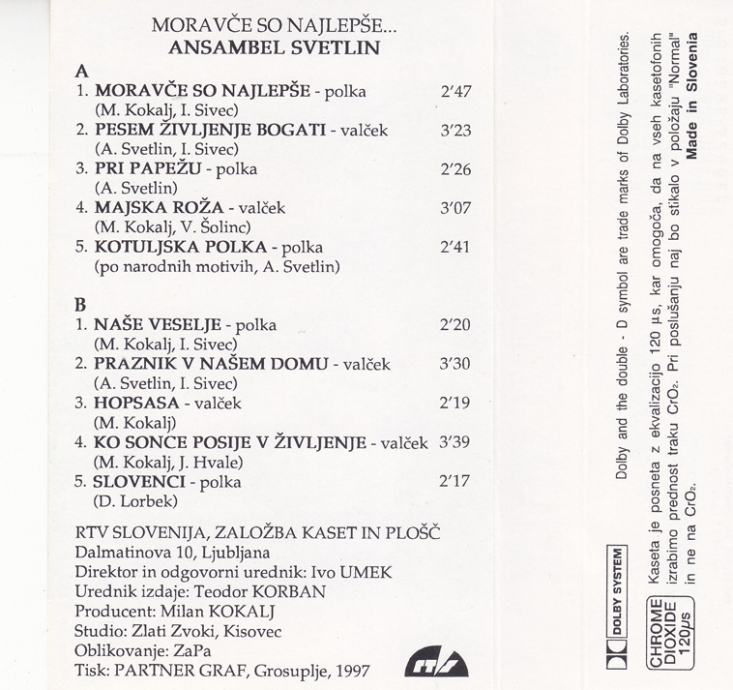 MORAVČE SO NAJLEPŠE...
ANSAMBEL SVETLIN
A
1. MORAVČE SO NAJLEPŠE - polka 2'47
(M. Kokalj, I. Sivec)
2. PESEM ŽIVLJENJE BOGATI - valček 3'23
(A. Svetlin, I. Sivec)
3. PRI PAPEŽU - polka 2'26
(A. Svetlin)
4. MAJSKA ROŽA - valček 3'07
(M. Kokalj, V. Šolinc)
5. KOTULJSKA POLKA - polka 2'41
(po narodnih motivih, A. Svetlin)
B
1. NAŠE VESELJE - polka 2'20
(M. Kokalj, I. Sivec)
2. PRAZNIK V NAŠEM DOMU - valček 3'30
(A. Svetlin, I. Sivec)
3. HOPSASA - valček 2'19
(M. Kokalj)
4. KO SONCE POSIJE V ŽIVLJENJE - valček 3'39
(M. Kokalj, J. Hvale)
5. SLOVENCI - polka 2'17
(D. Lorbek)
RTV SLOVENIJA, ZALOŽBA KASET IN PLOŠČ
Dalmatinova 10, Ljubljana
Direktor in odgovorni urednik: Ivo UMEK
Urednik izdaje: Teodor KORBAN
Producent: Milan KOKALJ
Studio: Zlati Zvoki, Kisovec
Oblikovanje: ZaPa
Tisk: PARTNER GRAF, Grosuplje, 1997
RTS
DOLBY SYSTEM
Dolby and the double - D symbol are trade marks of Dolby Laboratories.
CHROME
DIOXIDE
120µs
Kaseta je posneta z ekvalizacijo 120 µs, kar omogoča, da na vseh kasetofonih
izrabimo prednost traku CrO₂. Pri poslušanju naj bo stikalo v položaju "Normal"
in ne na CrO₂. Made in Slovenia